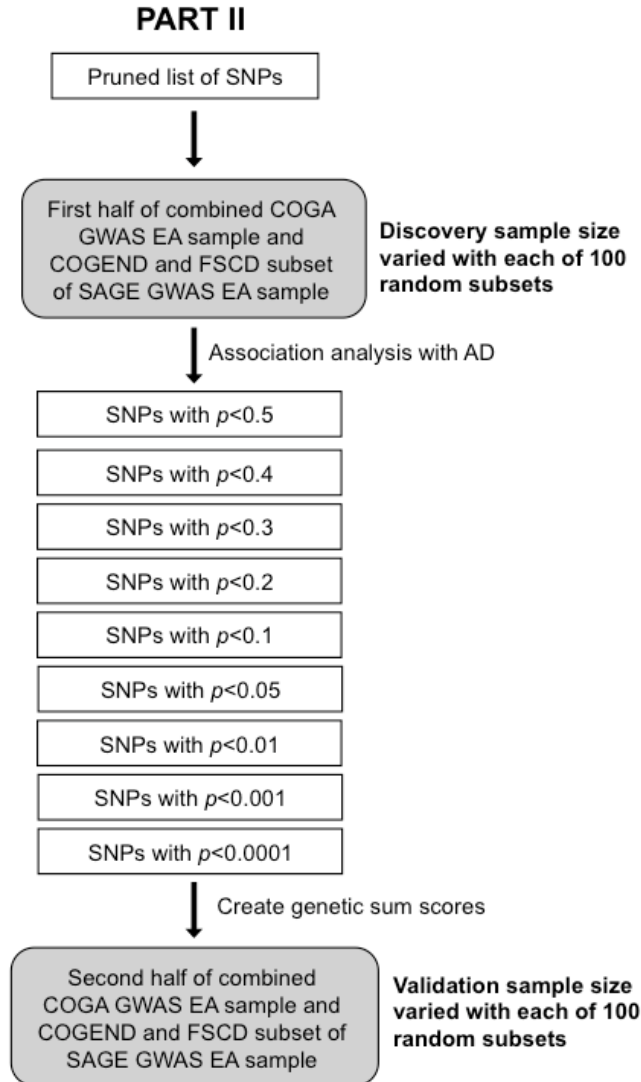 PART II
Pruned list of SNPs
First half of combined COGA
GWAS EA sample and
COGEND and FSCD subset
of SAGE GWAS EA sample
Discovery sample size
varied with each of 100
random subsets
Association analysis with AD
SNPs with p<0.5
SNPs with p<0.4
SNPs with p<0.3
SNPs with p<0.2
SNPs with p<0.1
SNPs with p<0.05
SNPs with p<0.01
SNPs with p<0.001
SNPs with p<0.0001
Create genetic sum scores
Second half of combined
COGA GWAS EA sample and
COGEND and FSCD subset of
SAGE GWAS EA sample
Validation sample size
varied with each of 100
random subsets